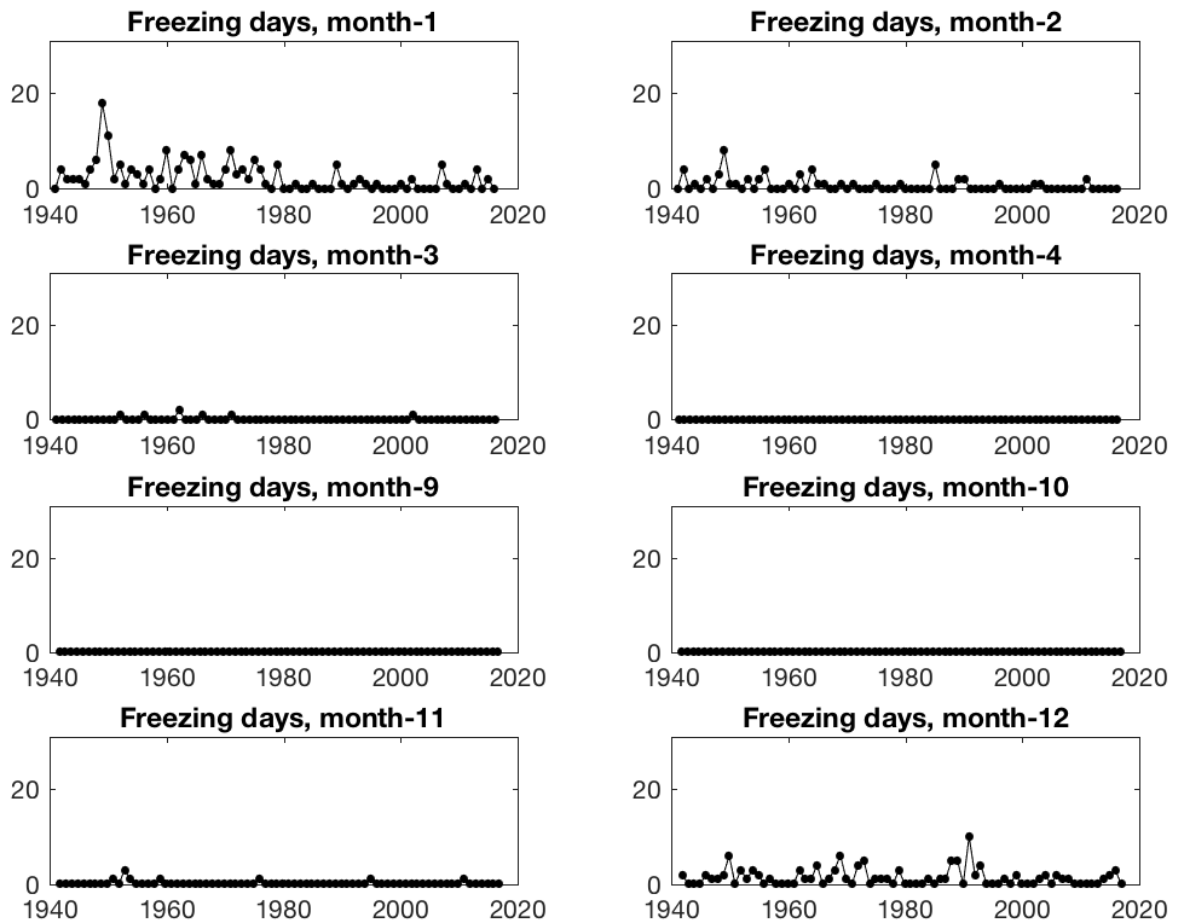 Freezing days, month-1
20
0
1940 1960 1980 2000 2020
Freezing days, month-2
20
0
1940 1960 1980 2000 2020
Freezing days, month-3
20
0
1940 1960 1980 2000 2020
Freezing days, month-4
20
0
1940 1960 1980 2000 2020
Freezing days, month-9
20
0
1940 1960 1980 2000 2020
Freezing days, month-10
20
0
1940 1960 1980 2000 2020
Freezing days, month-11
20
0
1940 1960 1980 2000 2020
Freezing days, month-12
20
0
1940 1960 1980 2000 2020